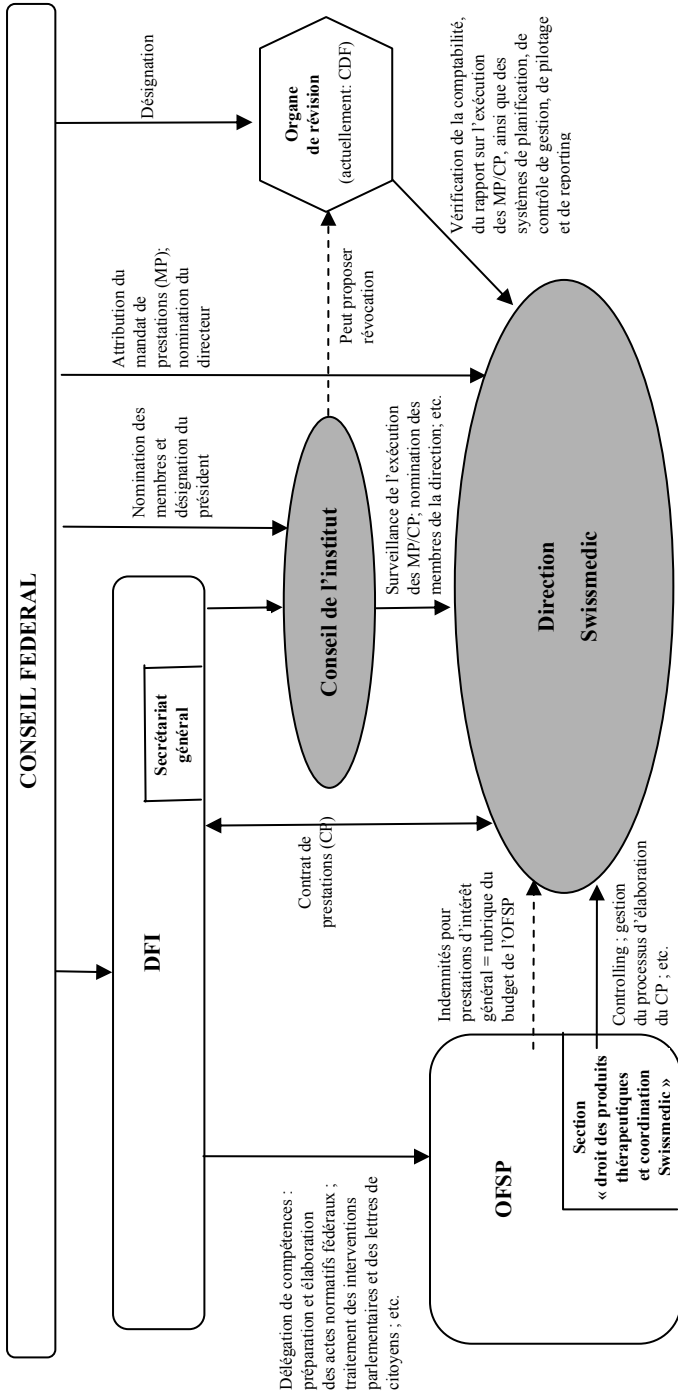 CONSEIL FEDERAL
DFI
Secrétariat
général
Nomination des
membres et
désignation du
président
Attribution du
mandat de
prestations (MP);
nomination du
directeur
Désignation
Organe
de révision
(actuellement: CDF)
Conseil de l’institut
Peut proposer
révocation
Délégation de compétences :
préparation et élaboration
des actes normatifs fédéraux ;
traitement des interventions
parlementaires et des lettres de
citoyens ; etc.
Contrat de
prestations (CP)
Surveillance de l’exécution
des MP/CP; nomination des
membres de la direction; etc.
Vérification de la comptabilité,
du rapport sur l’exécution
des MP/CP, ainsi que des
systèmes de planification, de
contrôle de gestion, de pilotage
et de reporting
OFSP
Section
« droit des produits
thérapeutiques
et coordination
Swissmedic »
Indemnités pour
prestations d’intérêt
général = rubrique du
budget de l’OFSP
Controlling ; gestion
du processus d’élaboration
du CP ; etc.
Direction
Swissmedic